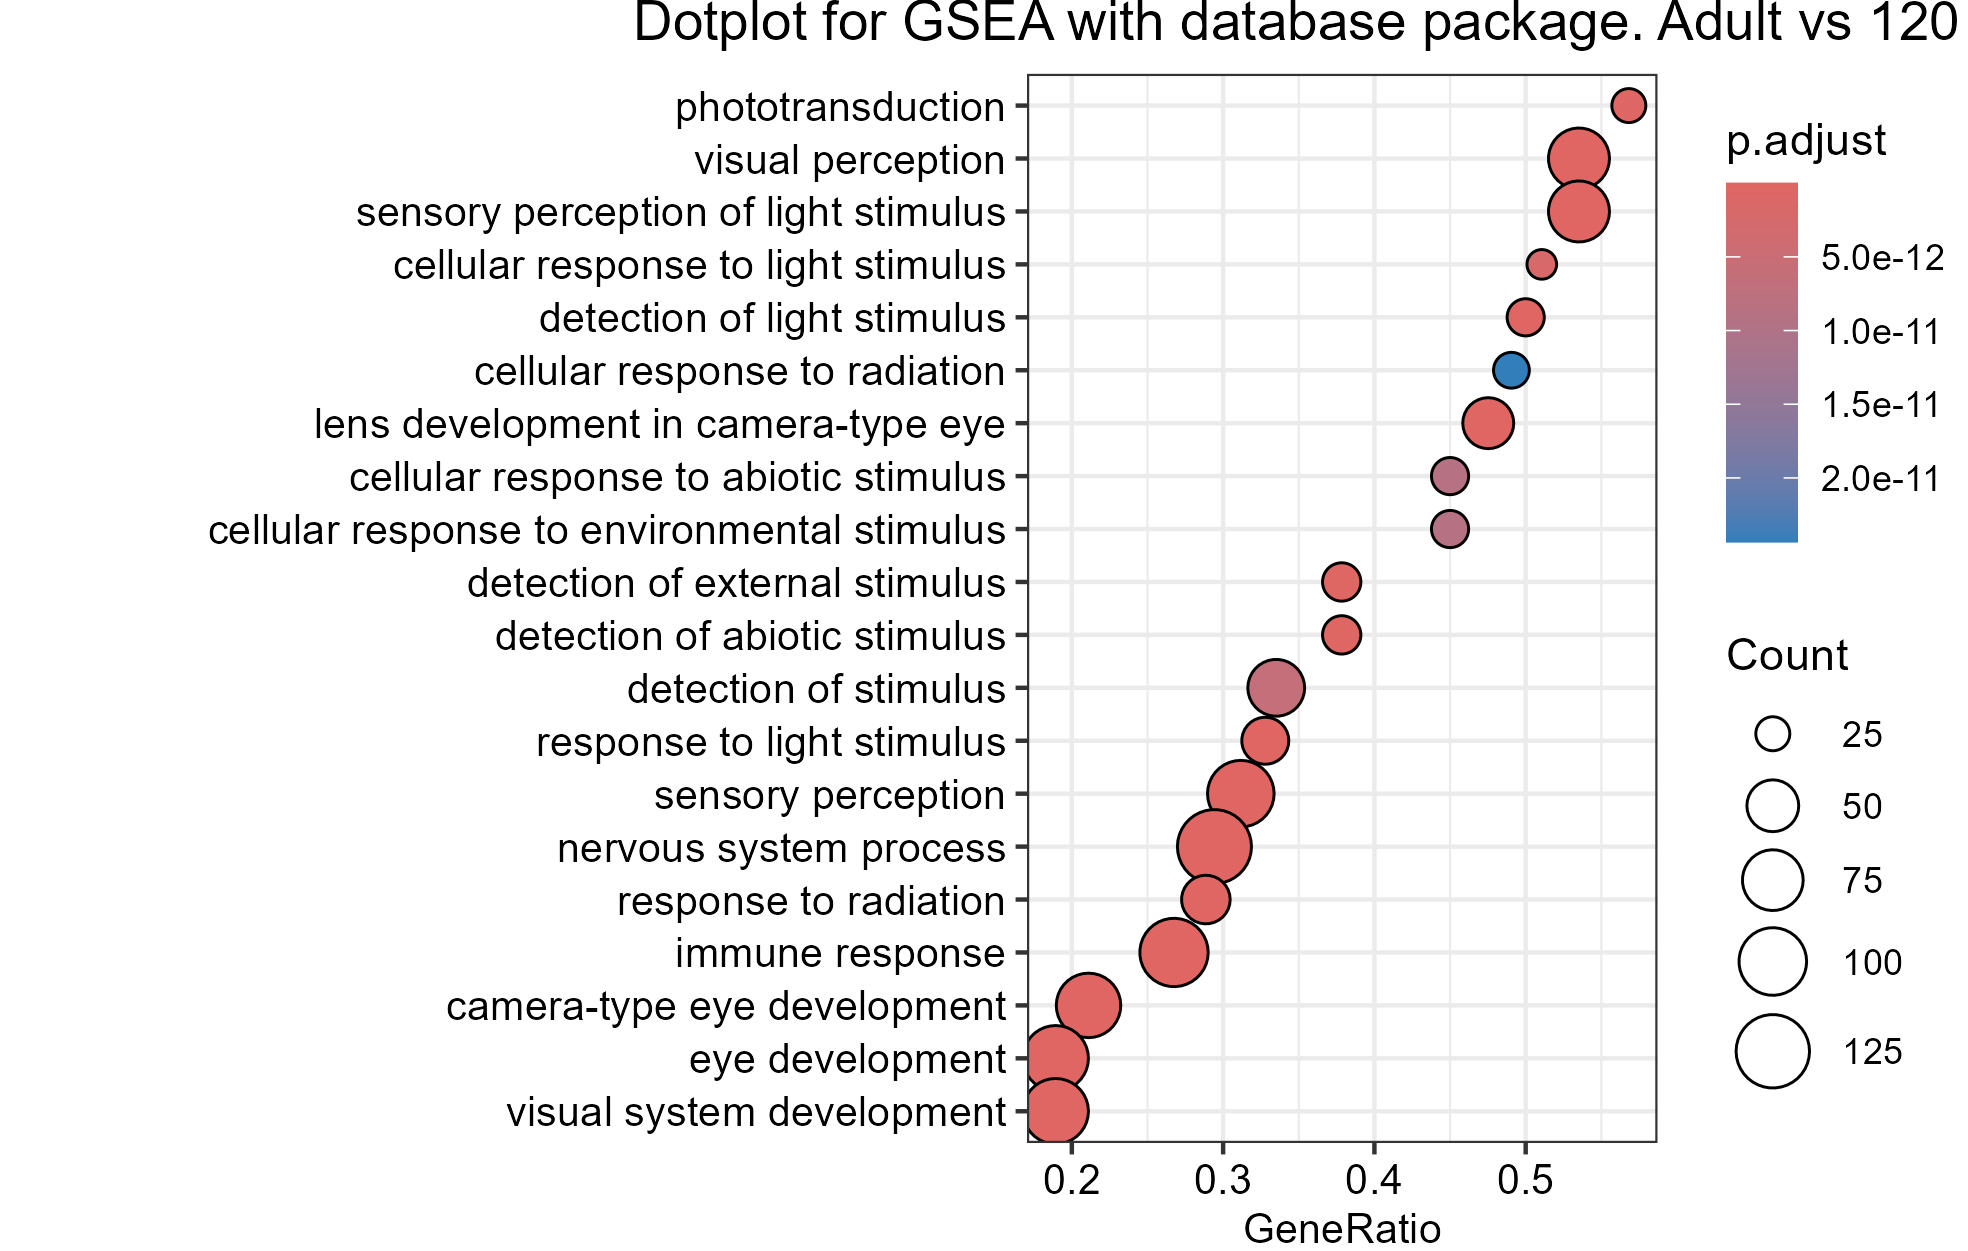 Dotplot for GSEA with database package. Adult vs 120
phototransduction
visual perception
sensory perception of light stimulus
cellular response to light stimulus
detection of light stimulus
cellular response to radiation
lens development in camera-type eye
cellular response to abiotic stimulus
cellular response to environmental stimulus
detection of external stimulus
detection of abiotic stimulus
detection of stimulus
response to light stimulus
sensory perception
nervous system process
response to radiation
immune response
camera-type eye development
eye development
visual system development
0.2 0.3 0.4 0.5
GeneRatio
p.adjust
5.0e-12
1.0e-11
1.5e-11
2.0e-11
Count
25
50
75
100
125